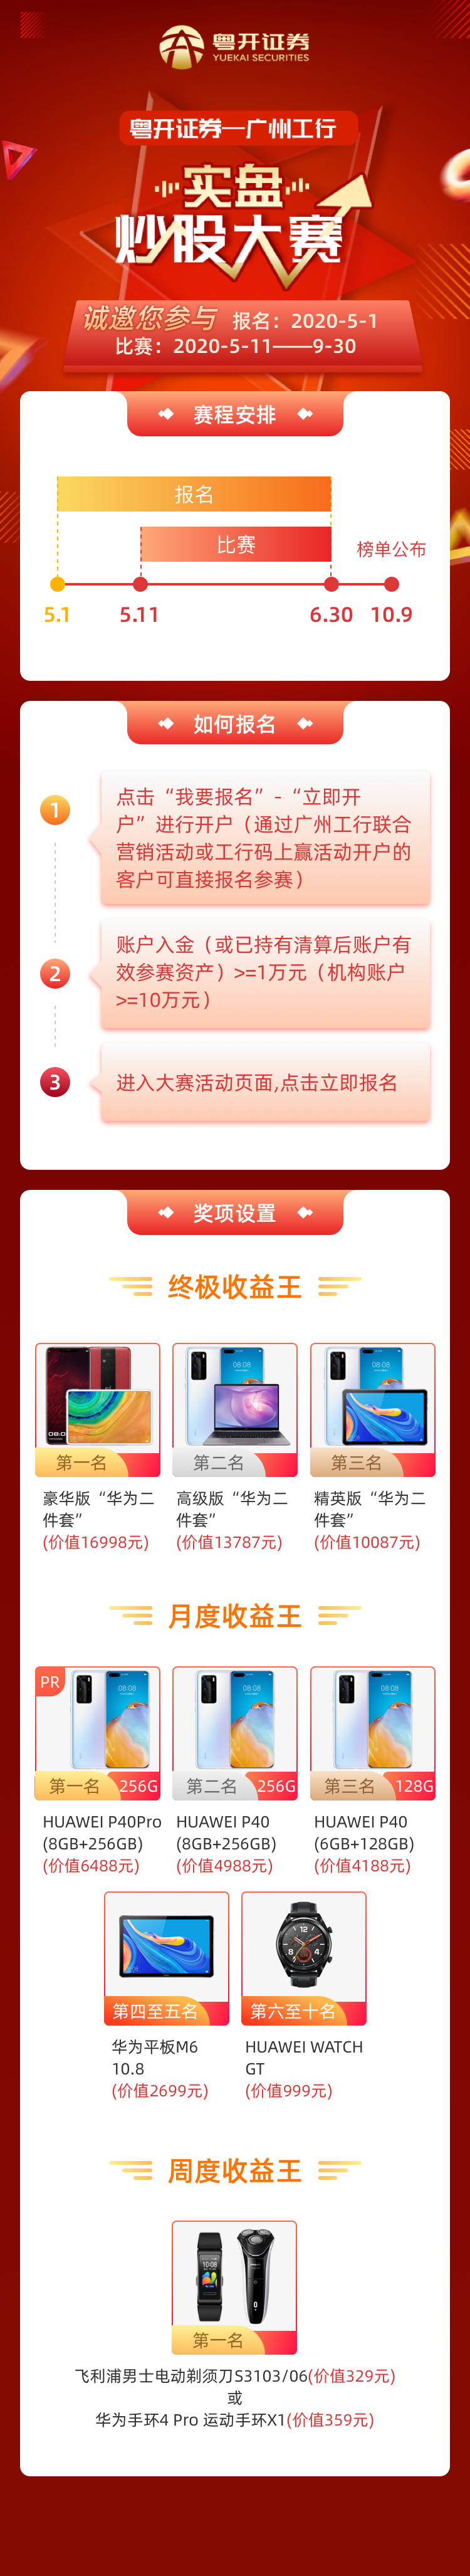 粤开证券
YUEKAI SECURITIES
粤开证券—广州工行
实盘
炒股大赛
诚邀您参与 报名：2020-5-1
比赛：2020-5-11——9-30
赛程安排
报名
比赛
榜单公布
5.1 5.11 6.30 10.9
如何报名
1
点击“我要报名”-“立即开
户”进行开户（通过广州工行联合
营销活动或工行码上赢活动开户的
客户可直接报名参赛）
2
账户入金（或已持有清算后账户有
效参赛资产）>=1万元（机构账户
>=10万元）
3
进入大赛活动页面,点击立即报名
奖项设置
终极收益王
08:08 08:08
08:0
第一名 第二名 第三名
豪华版“华为二 高级版“华为二 精英版“华为二
件套” 件套” 件套”
(价值16998元) (价值13787元) (价值10087元)
月度收益王
PR
08:08 08:08 08:08
第一名 256G 第二名 256G 第三名 128G
HUAWEI P40Pro HUAWEI P40 HUAWEI P40
(8GB+256GB) (8GB+256GB) (6GB+128GB)
(价值6488元) (价值4988元) (价值4188元)
12
8 4
第四至五名 第六至十名
华为平板M6 HUAWEI WATCH
10.8 GT
(价值2699元) (价值999元)
周度收益王
10:08
第一名
飞利浦男士电动剃须刀S3103/06(价值329元)
或
华为手环4 Pro 运动手环X1(价值359元)